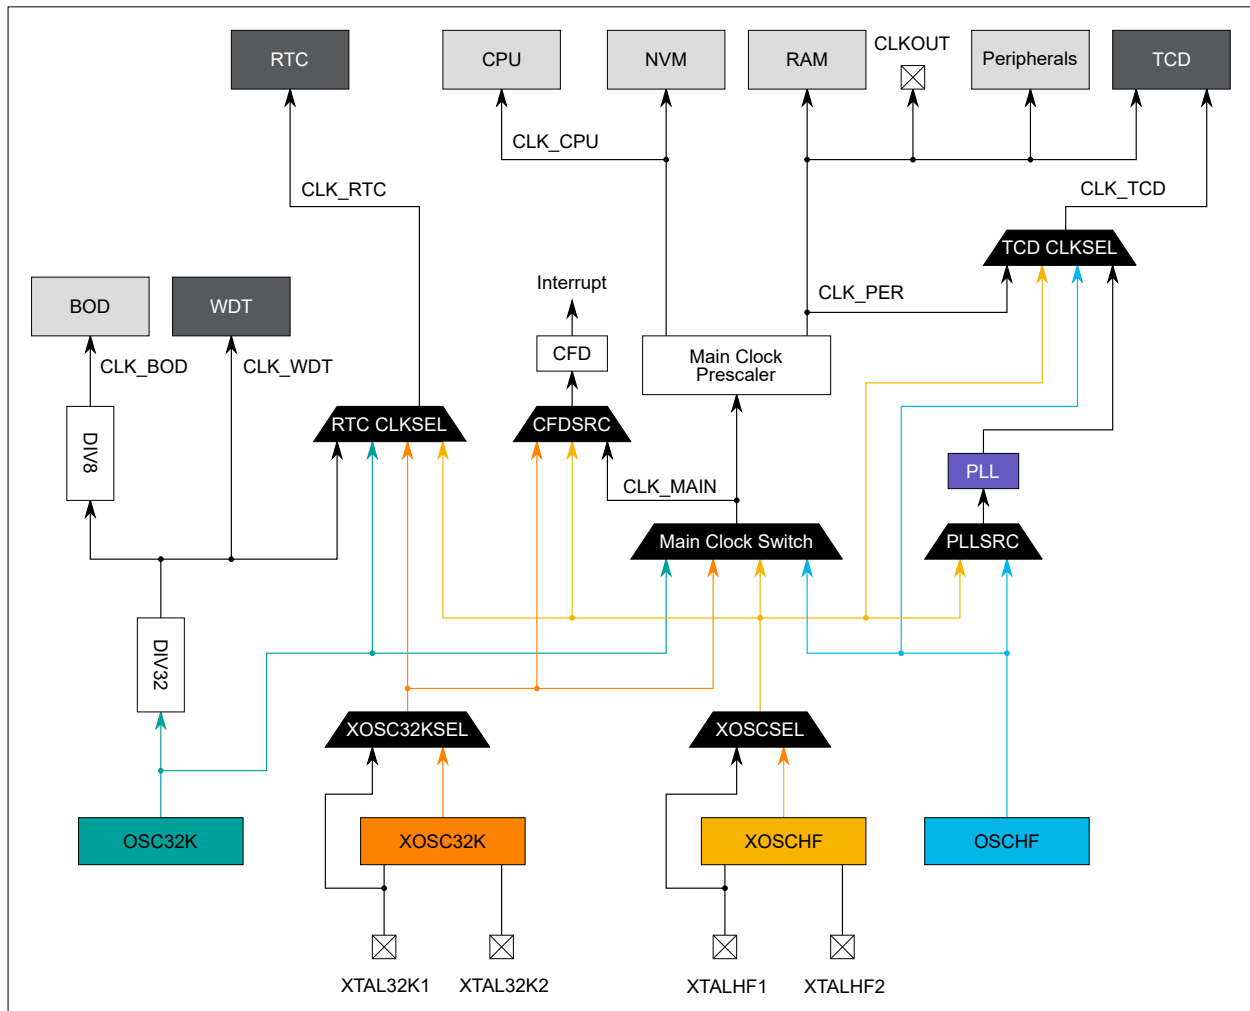 CLKOUT
RTC
CPU
NVM
RAM
Peripherals
TCD
CLK_CPU
CLK_RTC
CLK_TCD
TCD CLKSEL
Interrupt
BOD
WDT
CLK_PER
CFD
Main Clock
Prescaler
CLK_BOD
CLK_WDT
RTC CLKSEL
CFDSRC
DIV8
PLL
CLK_MAIN
Main Clock Switch
PLLSRC
DIV32
XOSC32KSEL
XOSCSEL
OSC32K
XOSC32K
XOSCHF
OSCHF
XTAL32K1
XTAL32K2
XTALHF1
XTALHF2